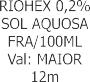 RIOHEX 0,2%
SOL AQUOSA
FRA/100ML
Val: MAIOR
12m